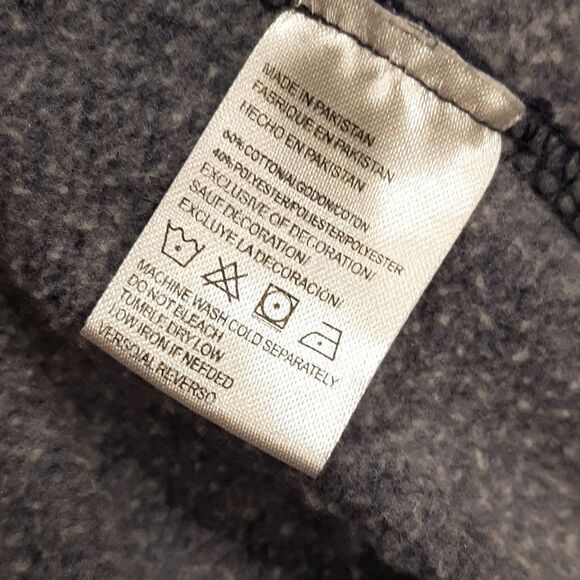 MADE IN PAKISTAN
FABRIQUE EN PAKISTAN
HECHO EN PAKISTAN
60% COTTON/ALGODON/COTON
40% POLYESTER/POLIESTER/POLYESTER
EXCLUSIVE OF DECORATION/
SAUF DECORATION/
EXCLUYE LA DECORACIÓN/
MACHINE WASH COLD SEPARATELY
DO NOT BLEACH
TUMBLE DRY LOW
LOW IRON IF NEEDED
VERSO/AL REVERSO